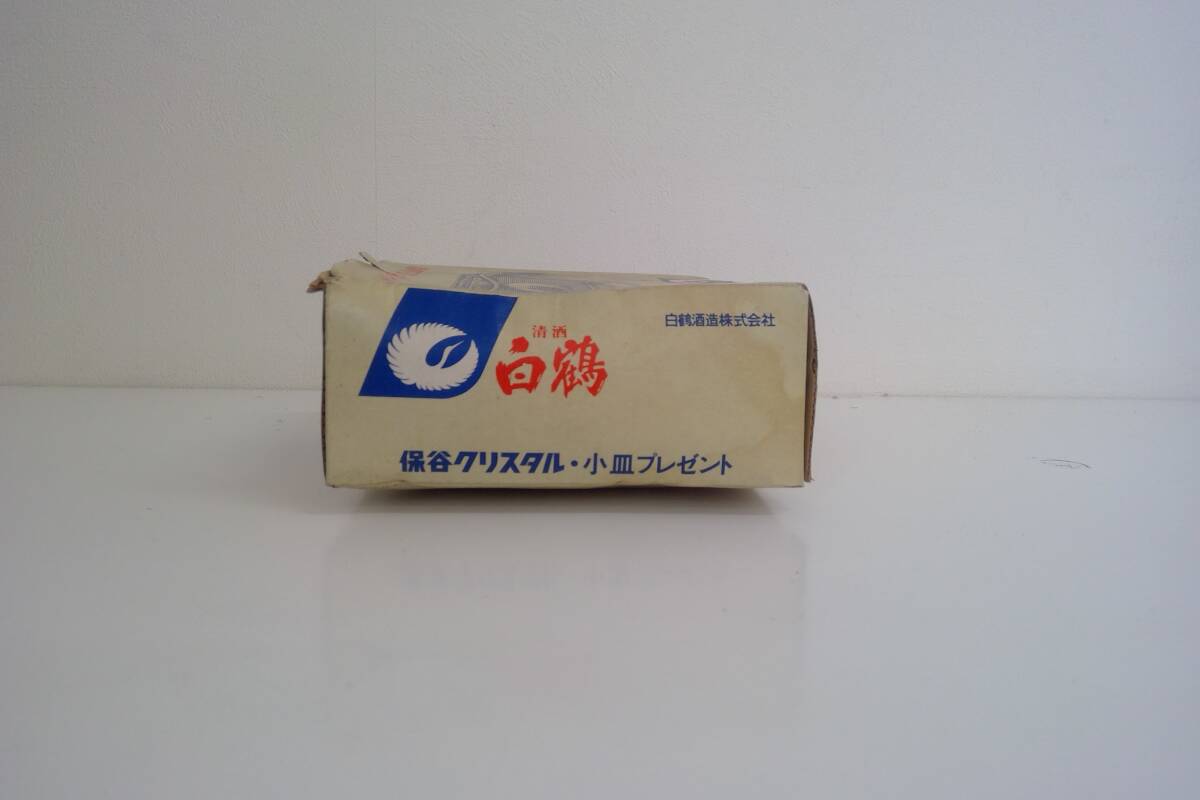 白鶴酒造株式会社
清酒
白鶴
保谷クリスタル・小皿プレゼント